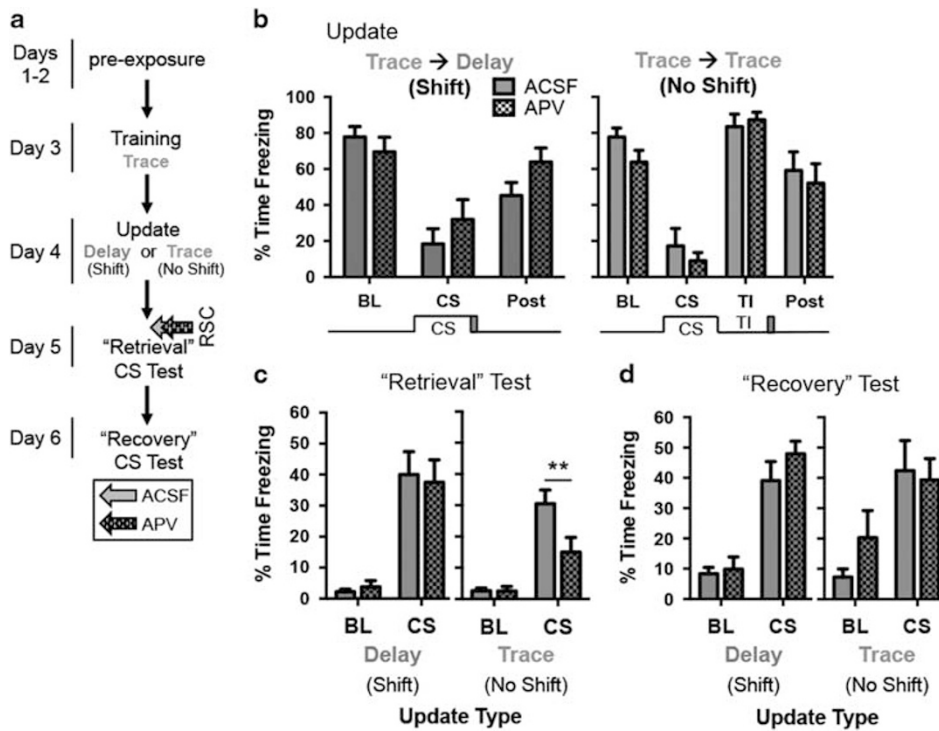 a
Days
1-2
pre-exposure
Day 3
Training
Trace
Day 4
Update
Delay or Trace
(Shift) (No Shift)
RSC
Day 5
"Retrieval"
CS Test
Day 6
"Recovery"
CS Test
ACSF
APV
b
Update
Trace → Delay
(Shift)
ACSF
APV
Trace → Trace
(No Shift)
% Time Freezing
100
80
60
40
20
0
BL CS Post
CS
BL CS TI Post
CS TI
c
"Retrieval" Test
% Time Freezing
60
50
40
30
20
10
0
**
BL CS BL CS
Delay Trace
(Shift) (No Shift)
Update Type
d
"Recovery" Test
% Time Freezing
60
50
40
30
20
10
0
BL CS BL CS
Delay Trace
(Shift) (No Shift)
Update Type